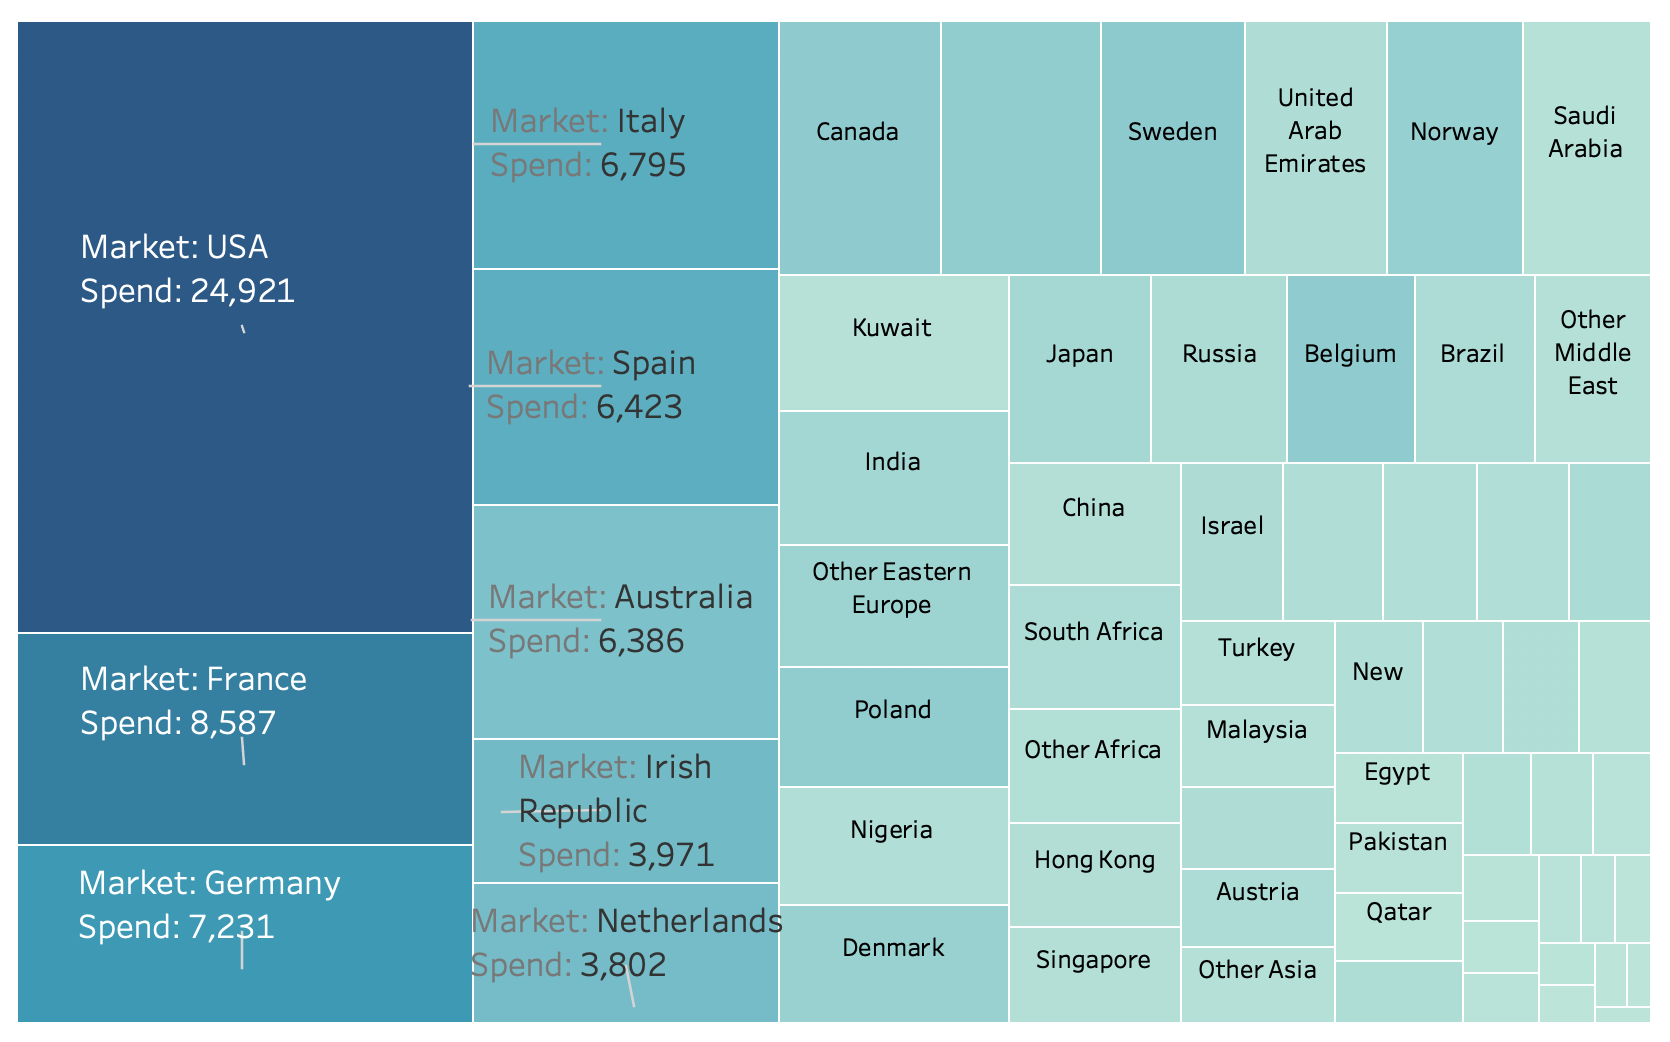 Market: USA
Spend: 24,921
Market: France
Spend: 8,587
Market: Germany
Spend: 7,231
Market: Italy
Spend: 6,795
Market: Spain
Spend: 6,423
Market: Australia
Spend: 6,386
Market: Irish
Republic
Spend: 3,971
Market: Netherlands
Spend: 3,802
Canada
Sweden
United
Arab
Emirates
Norway
Saudi
Arabia
Kuwait
India
Other Eastern
Europe
Poland
Nigeria
Denmark
Japan
Russia
Belgium
Brazil
Other
Middle
East
China
South Africa
Other Africa
Hong Kong
Singapore
Israel
Turkey
Malaysia
Austria
Other Asia
New
Egypt
Pakistan
Qatar